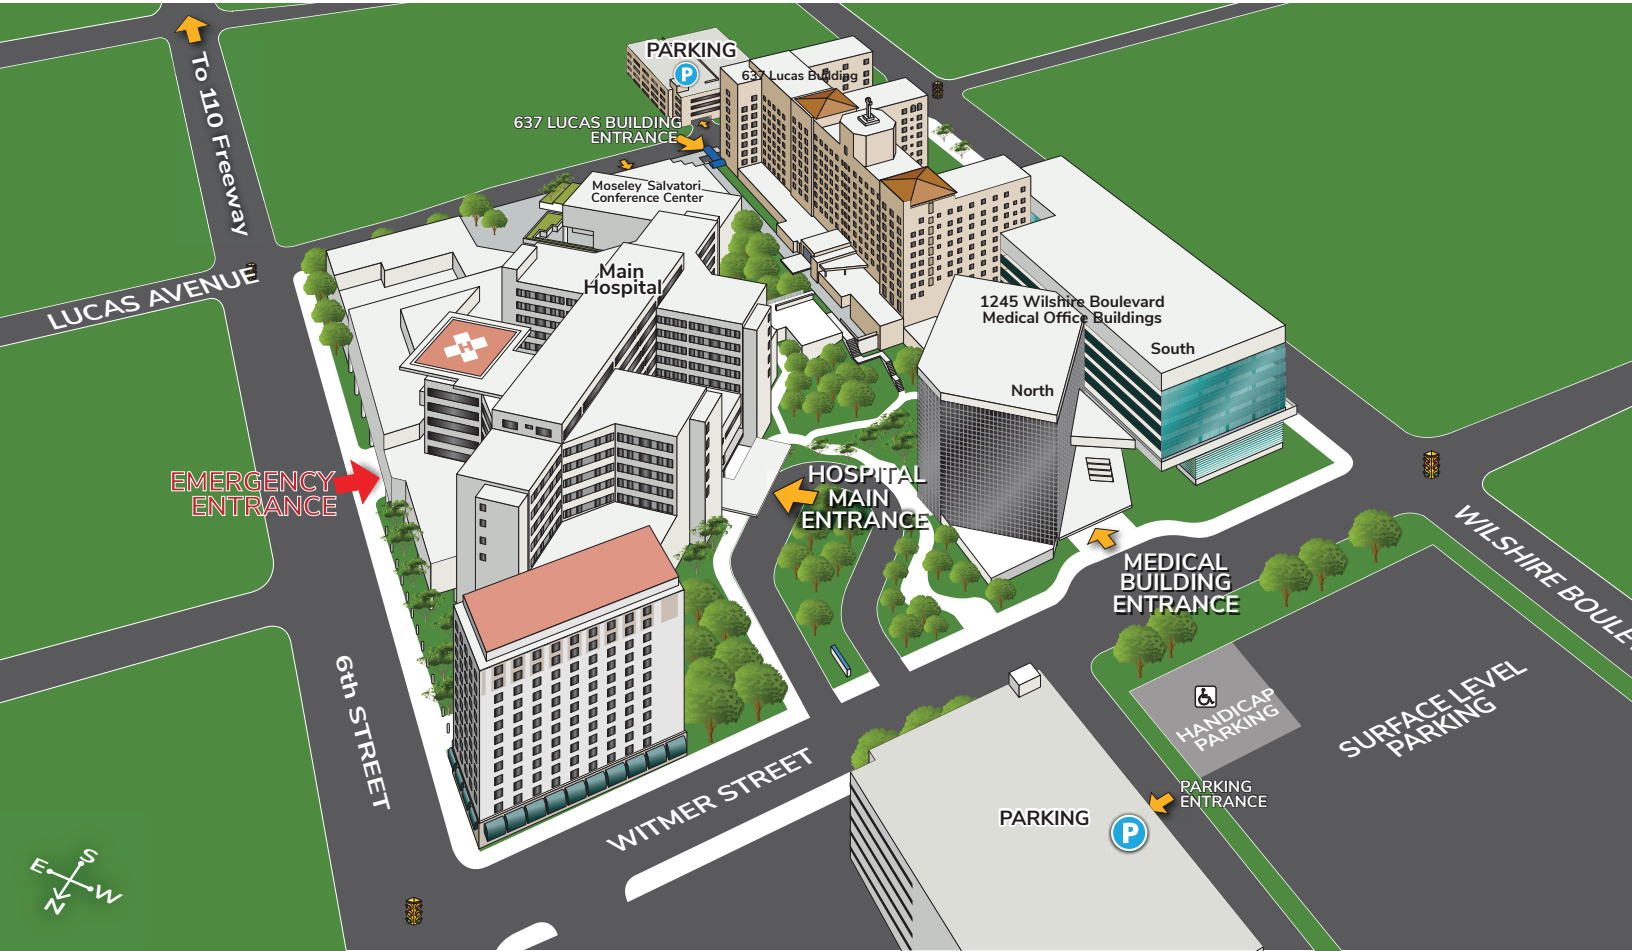 To 110 Freeway
PARKING
P
637 Lucas Building
637 LUCAS BUILDING
ENTRANCE
Moseley Salvatori
Conference Center
Main
Hospital
LUCAS AVENUE
H
1245 Wilshire Boulevard
Medical Office Buildings
South
North
EMERGENCY
ENTRANCE
HOSPITAL
MAIN
ENTRANCE
MEDICAL
BUILDING
ENTRANCE
WILSHIRE BOULEV
6th STREET
WITMER STREET
HANDICAP
PARKING
SURFACE LEVEL
PARKING
PARKING
ENTRANCE
PARKING
P
S
E
W
N